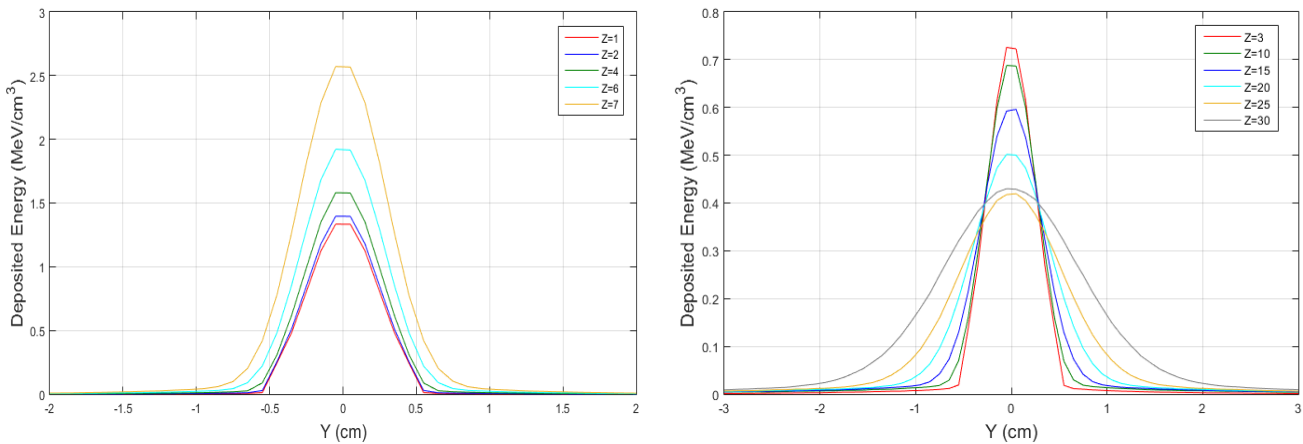 3
2.5
2
1.5
1
0.5
0
Deposited Energy (MeV/cm³)
-2
-1.5
-1
-0.5
0
0.5
1
1.5
2
Y (cm)
Z=1
Z=2
Z=4
Z=6
Z=7
0.8
0.7
0.6
0.5
0.4
0.3
0.2
0.1
0
Deposited Energy (MeV/cm³)
-3
-2
-1
0
1
2
3
Y (cm)
Z=3
Z=10
Z=15
Z=20
Z=25
Z=30